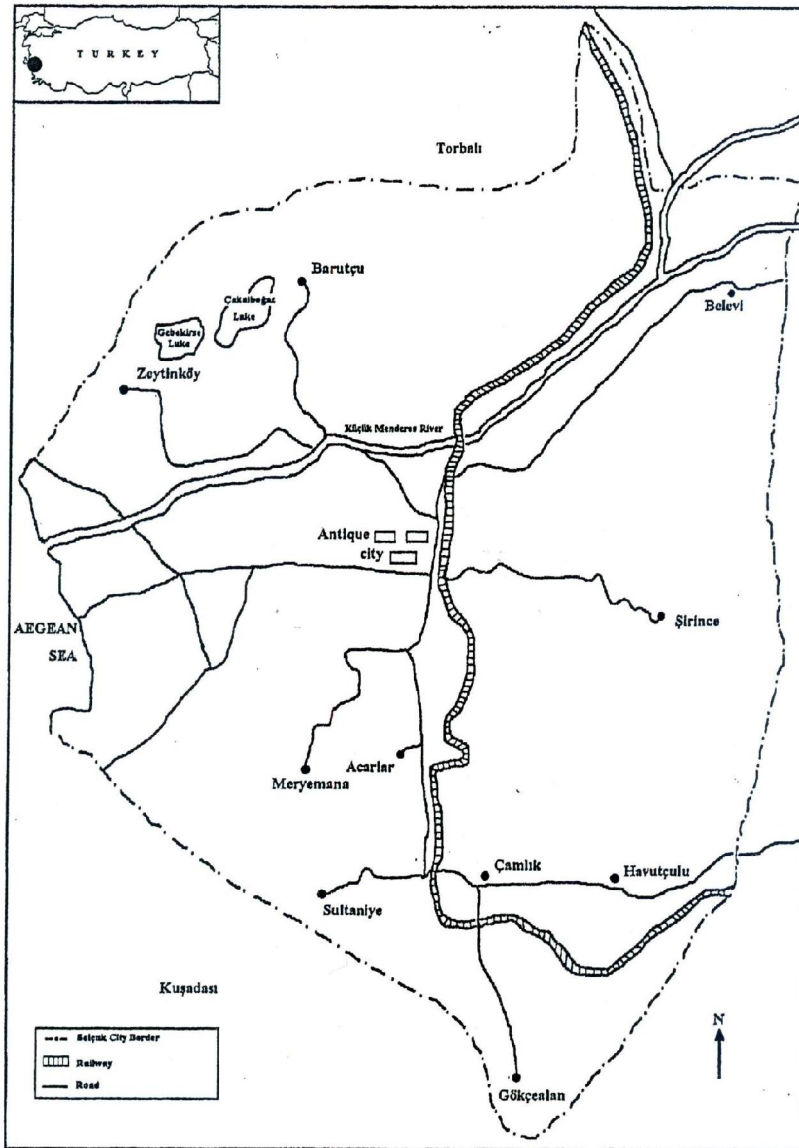 TURKEY
Torbalı
Barutçu
Çakalboğaz
Lake
Gebekirse
Lake
Belevi
Zeytinköy
Küçük Menderes River
Antique
city
Şirince
AEGEAN
SEA
Acarlar
Meryemana
Çamlık
Havutçulu
Sultaniye
Kuşadası
N
Selçuk City Border
Railway
Road
Gökçealan